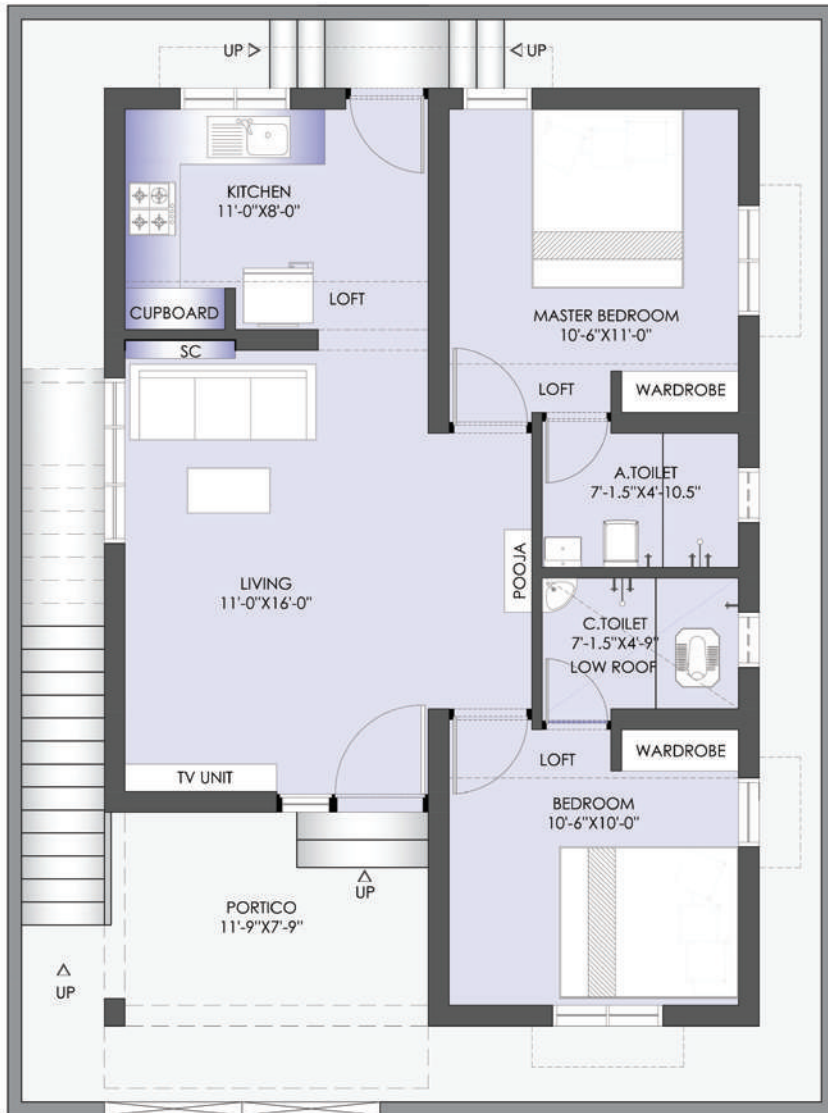 UP
UP
KITCHEN
11'-0"X8'-0"
CUPBOARD
LOFT
SC
MASTER BEDROOM
10'-6"X11'-0"
LOFT
WARDROBE
A.TOILET
7'-1.5"X4'-10.5"
POOJA
LIVING
11'-0"X16'-0"
C.TOILET
7'-1.5"X4'-9"
LOW ROOF
TV UNIT
LOFT
WARDROBE
BEDROOM
10'-6"X10'-0"
UP
PORTICO
11'-9"X7'-9"
UP